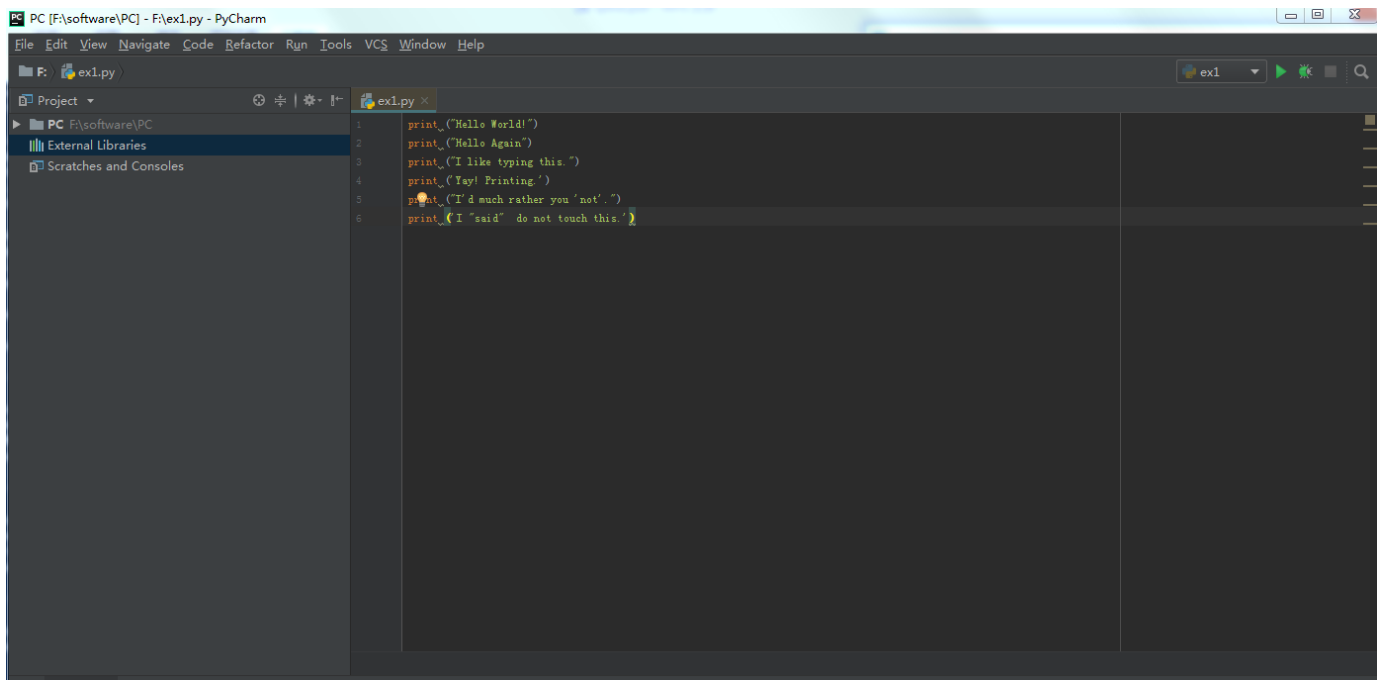 PC [F:\software\PC] - F:\ex1.py - PyCharm
File Edit View Navigate Code Refactor Run Tools VCS Window Help
F: ex1.py
ex1
Project
ex1.py
PC F:\software\PC
External Libraries
Scratches and Consoles
1 print ("Hello World!")
2 print ("Hello Again")
3 print ("I like typing this.")
4 print ('Yay! Printing.')
5 print ("I'd much rather you 'not'.")
6 print ('I "said" do not touch this.')